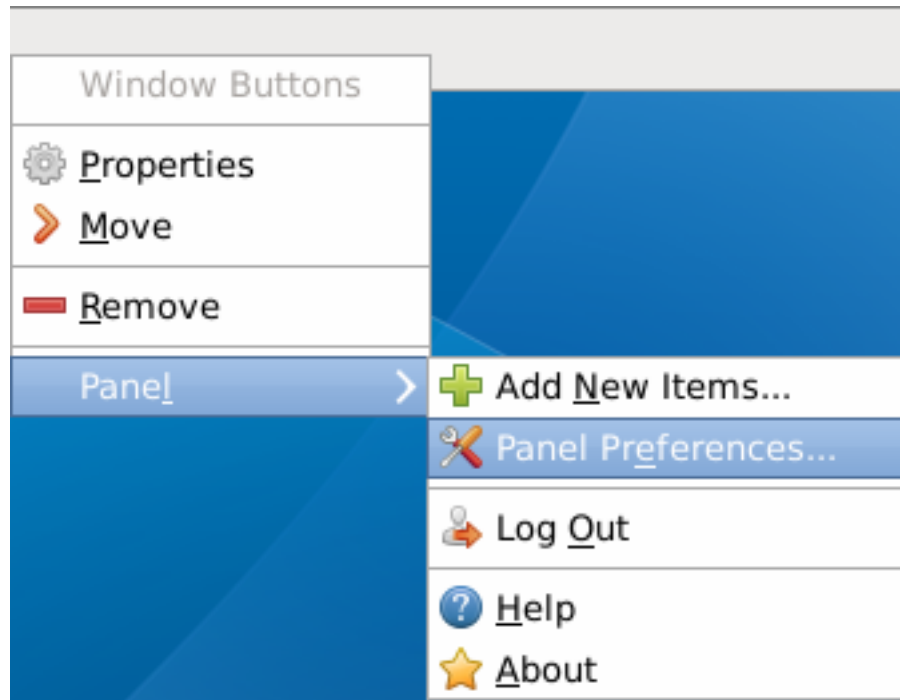 Window Buttons
Properties
Move
Remove
Panel
Add New Items...
Panel Preferences...
Log Out
Help
About